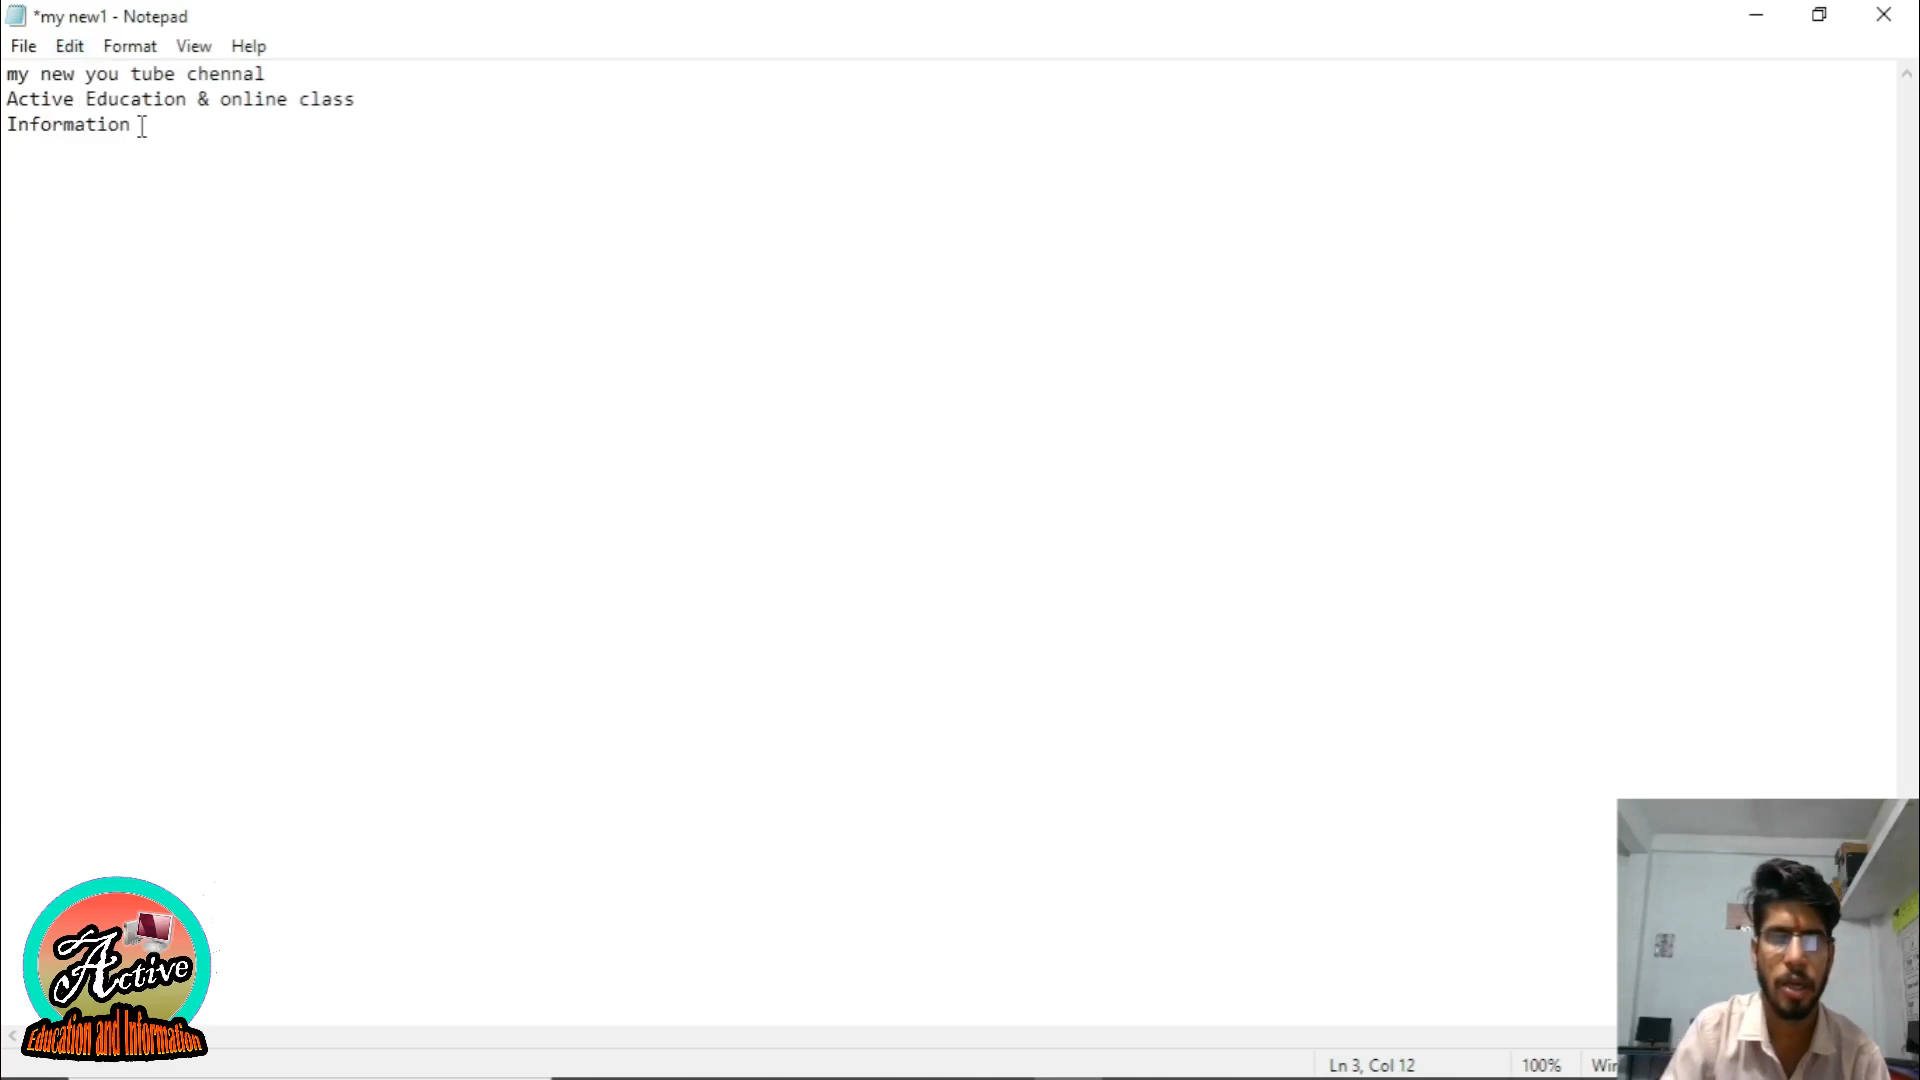 *my new1 - Notepad
File Edit Format View Help
my new you tube chennal
Active Education & online class
Information
Active
Education and Information
Ln 3, Col 12 100% Win